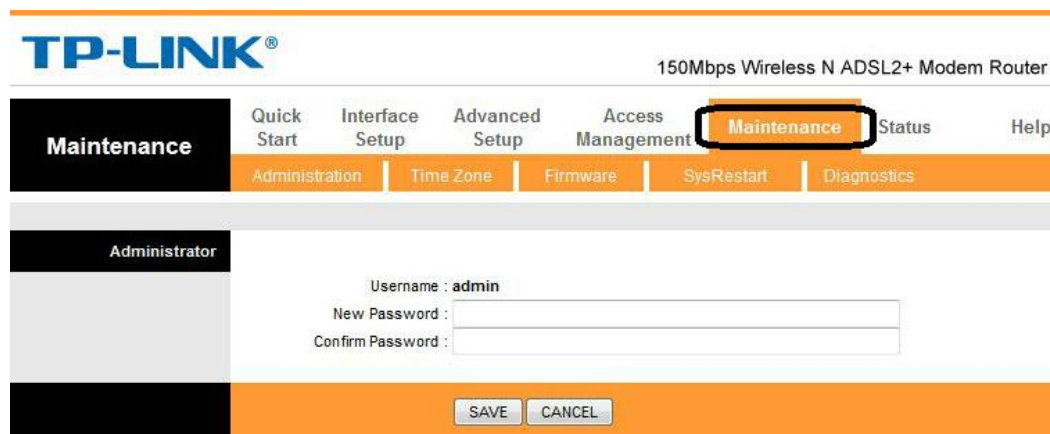 TP-LINK®
150Mbps Wireless N ADSL2+ Modem Router
Maintenance
Quick Start
Interface Setup
Advanced Setup
Access Management
Maintenance
Status
Help
Administration
Time Zone
Firmware
SysRestart
Diagnostics
Administrator
Username : admin
New Password :
Confirm Password :
SAVE CANCEL